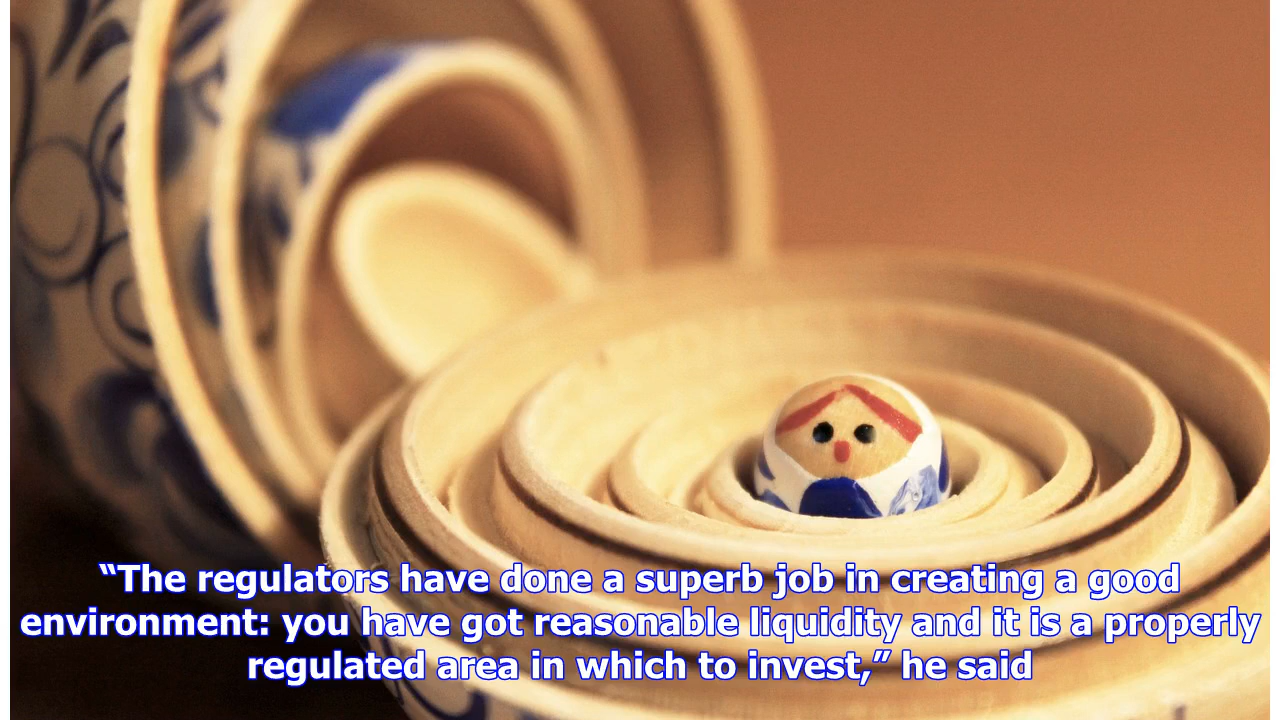 “The regulators have done a superb job in creating a good
environment: you have got reasonable liquidity and it is a properly
regulated area in which to invest,” he said